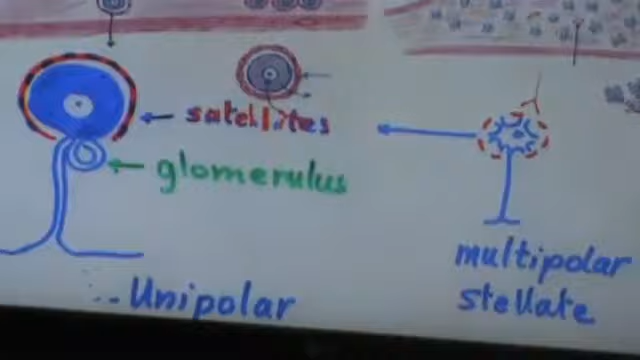 satellites
glomerulus
Unipolar
multipolar
stellate